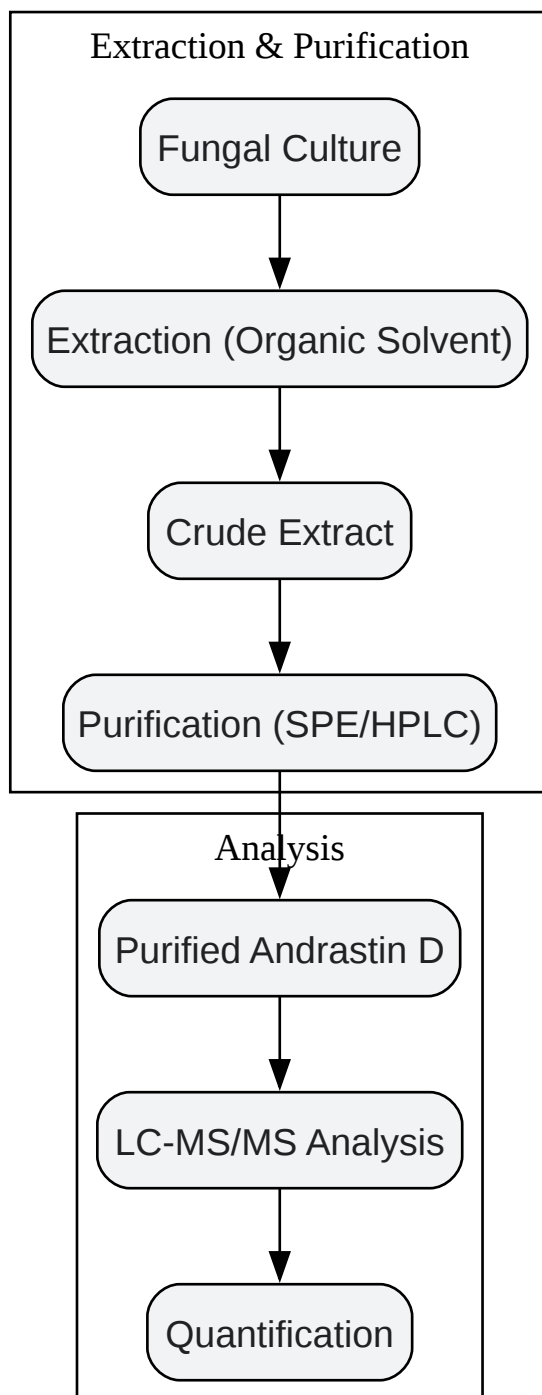 Extraction & Purification
Fungal Culture
Extraction (Organic Solvent)
Crude Extract
Purification (SPE/HPLC)
Analysis
Purified Andrastin D
LC-MS/MS Analysis
Quantification